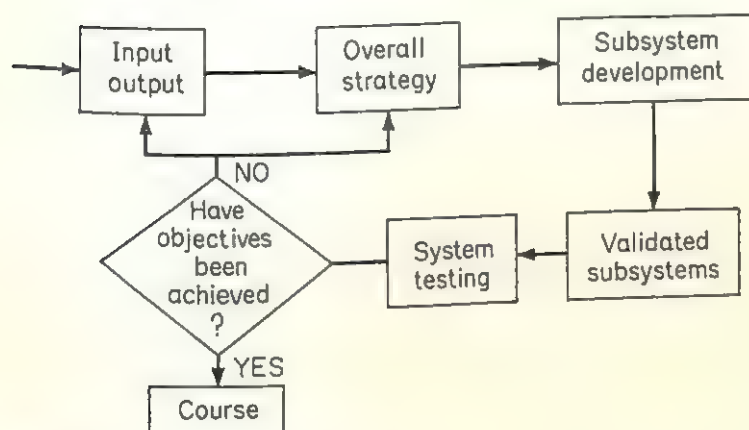 Input
output
Overall
strategy
Subsystem
development
NO
Have
objectives
been
achieved
?
System
testing
Validated
subsystems
YES
Course